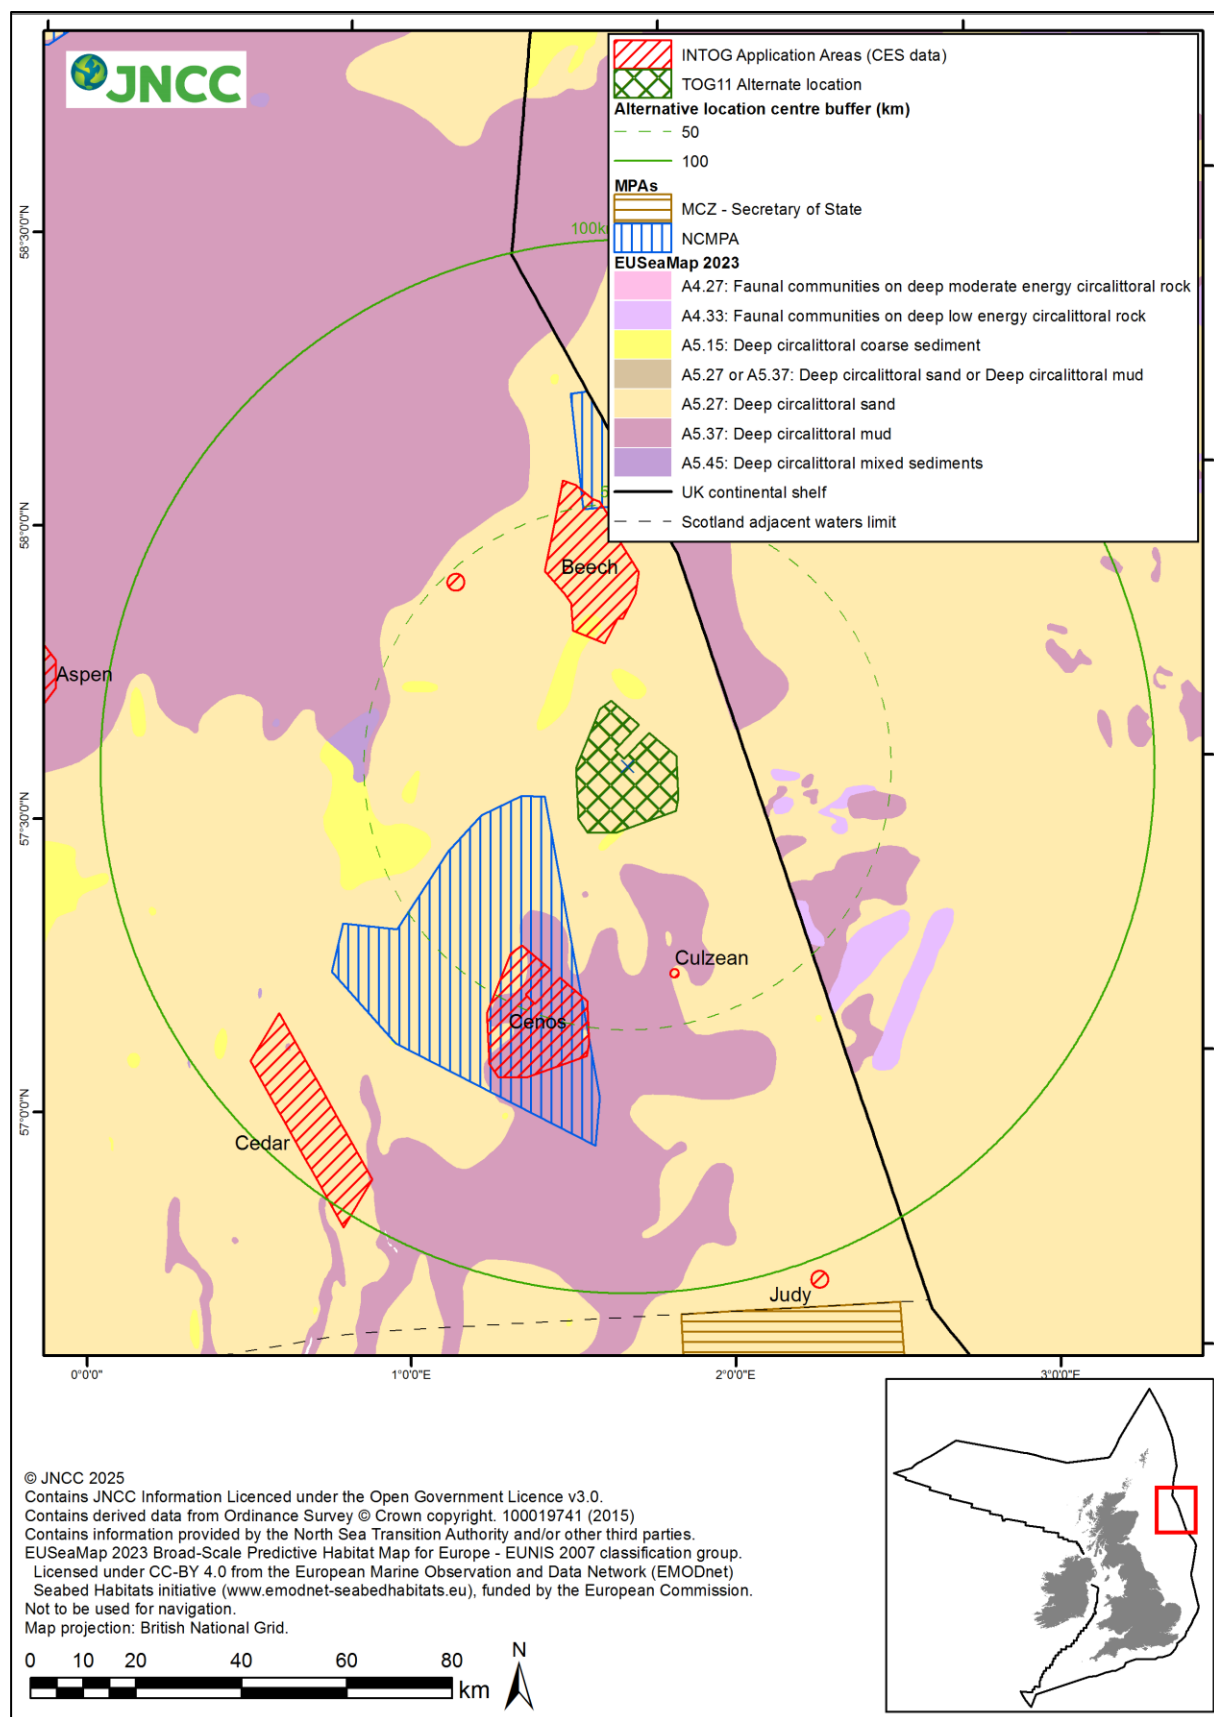 JNCC
INTOG Application Areas (CES data)
TOG11 Alternate location
Alternative location centre buffer (km)
50
100
MPAs
MCZ - Secretary of State
NCMPA
EUSeaMap 2023
A4.27: Faunal communities on deep moderate energy circalittoral rock
A4.33: Faunal communities on deep low energy circalittoral rock
A5.15: Deep circalittoral coarse sediment
A5.27 or A5.37: Deep circalittoral sand or Deep circalittoral mud
A5.27: Deep circalittoral sand
A5.37: Deep circalittoral mud
A5.45: Deep circalittoral mixed sediments
UK continental shelf
Scotland adjacent waters limit
58°30'0"N
100k
58°0'0"N
5
Beech
Aspen
57°30'0"N
Culzean
Cenos
57°0'0"N
Cedar
Judy
0°0'0"
1°0'0"E
2°0'0"E
3°0'0"E
© JNCC 2025
Contains JNCC Information Licenced under the Open Government Licence v3.0.
Contains derived data from Ordinance Survey © Crown copyright. 100019741 (2015)
Contains information provided by the North Sea Transition Authority and/or other third parties.
EUSeaMap 2023 Broad-Scale Predictive Habitat Map for Europe - EUNIS 2007 classification group.
Licensed under CC-BY 4.0 from the European Marine Observation and Data Network (EMODnet)
Seabed Habitats initiative (www.emodnet-seabedhabitats.eu), funded by the European Commission.
Not to be used for navigation.
Map projection: British National Grid.
N
0 10 20 40 60 80
km